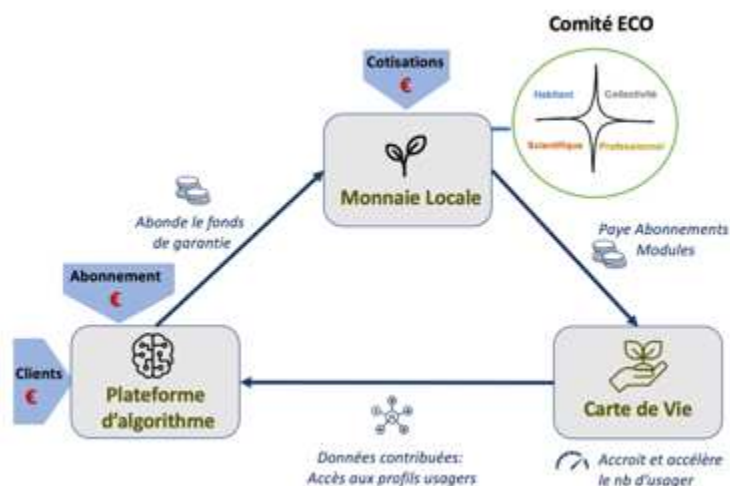 Comité ECO
Cotisations
€
Habitant
Collectivité
Scientifique
Professionnel
Monnaie Locale
Abonde le fonds
de garantie
Paye Abonnements
Modules
Abonnement
€
Clients
€
Plateforme
d'algorithme
Carte de Vie
Données contribuées:
Accès aux profils usagers
Accroit et accélère
le nb d'usager